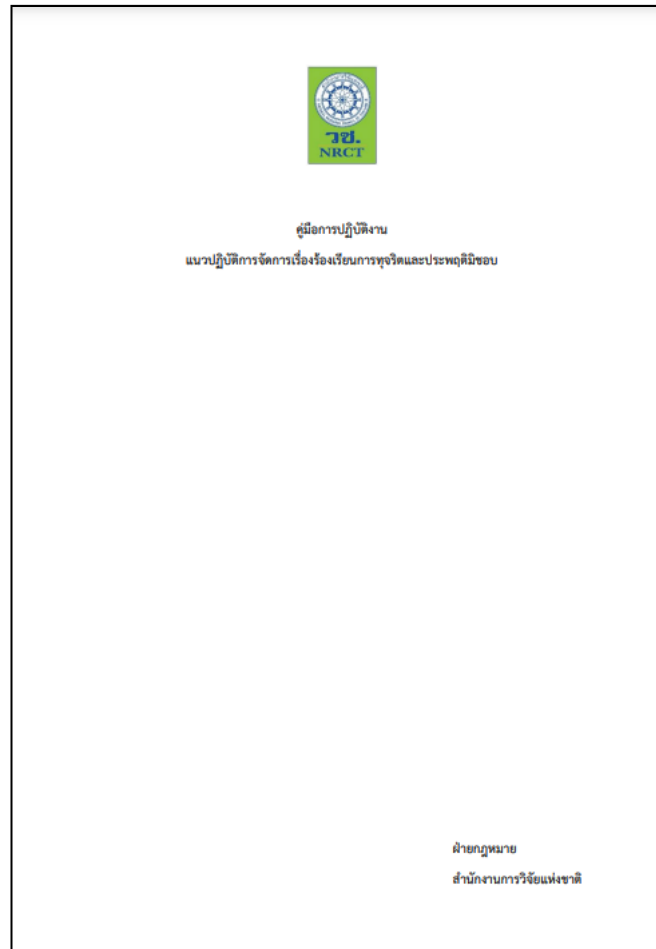 วช.
NRCT
คู่มือการปฏิบัติงาน
แนวปฏิบัติการจัดการเรื่องร้องเรียนการทุจริตและประพฤติมิชอบ
ฝ่ายกฎหมาย
สำนักงานการวิจัยแห่งชาติ